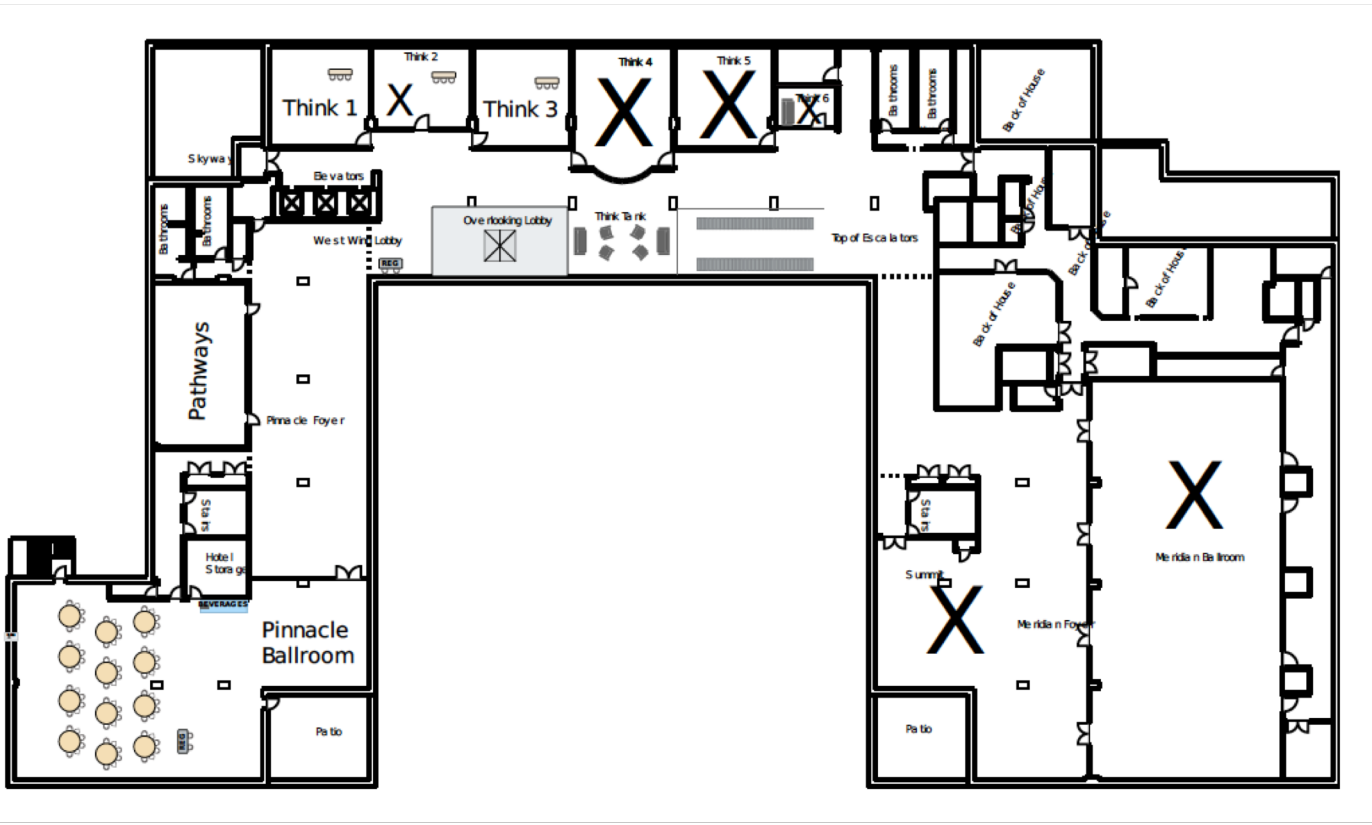 Think 1
Think 2
X
Think 3
Think 4
X
Think 5
X
Think 6
X
Bathrooms
Bathrooms
Back of House
Skyway
Elevators
Bathrooms
Bathrooms
West Wing Lobby
REG
Overlooking Lobby
Think Tank
Top of Escalators
Back of House
Back of House
Back of House
Back of House
Pathways
Pinnacle Foyer
Stairs
Hotel
Storage
BEVERAGES
Pinnacle
Ballroom
REG
Patio
Stairs
Summit
X
Meridian Foyer
X
Meridian Ballroom
Patio